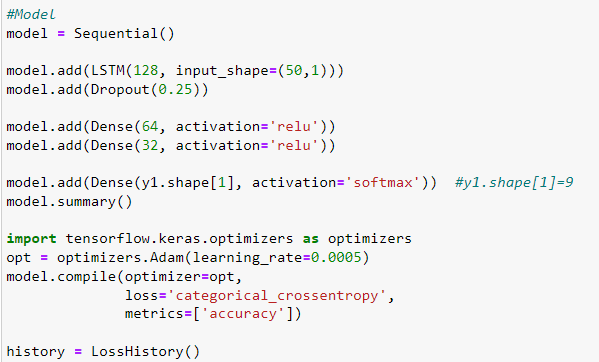 #Model
model = Sequential()
model.add(LSTM(128, input_shape=(50,1)))
model.add(Dropout(0.25))
model.add(Dense(64, activation='relu'))
model.add(Dense(32, activation='relu'))
model.add(Dense(y1.shape[1], activation='softmax'))  #y1.shape[1]=9
model.summary()
import tensorflow.keras.optimizers as optimizers
opt = optimizers.Adam(learning_rate=0.0005)
model.compile(optimizer=opt,
              loss='categorical_crossentropy',
              metrics=['accuracy'])
history = LossHistory()